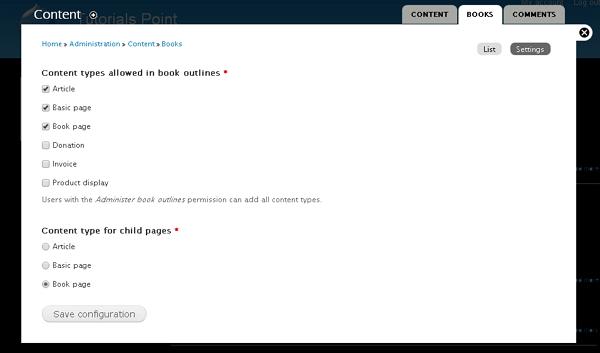 My account Log out
Tutorials Point
Content
CONTENT
BOOKS
COMMENTS
Home » Administration » Content » Books
List
Settings
Content types allowed in book outlines *
Article
Basic page
Book page
Donation
Invoice
Product display
Users with the Administer book outlines permission can add all content types.
Content type for child pages *
Article
Basic page
Book page
Save configuration